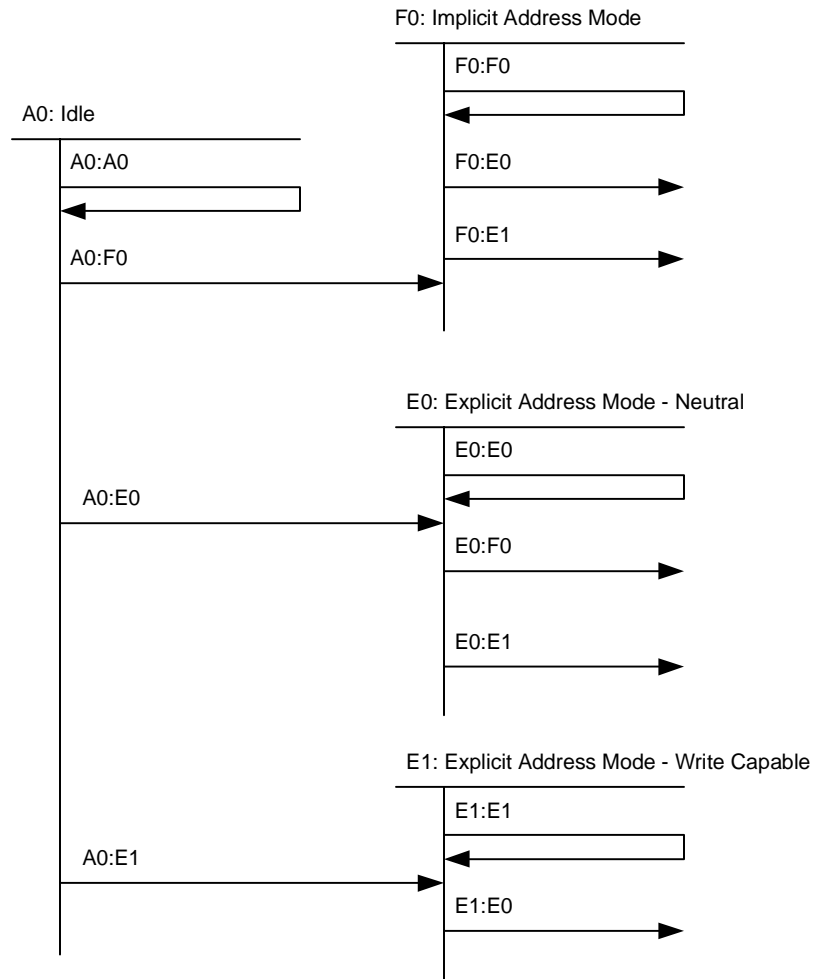 F0: Implicit Address Mode
F0:F0
A0: Idle
A0:A0
F0:E0
F0:E1
A0:F0
E0: Explicit Address Mode - Neutral
E0:E0
A0:E0
E0:F0
E0:E1
E1: Explicit Address Mode - Write Capable
E1:E1
A0:E1
E1:E0